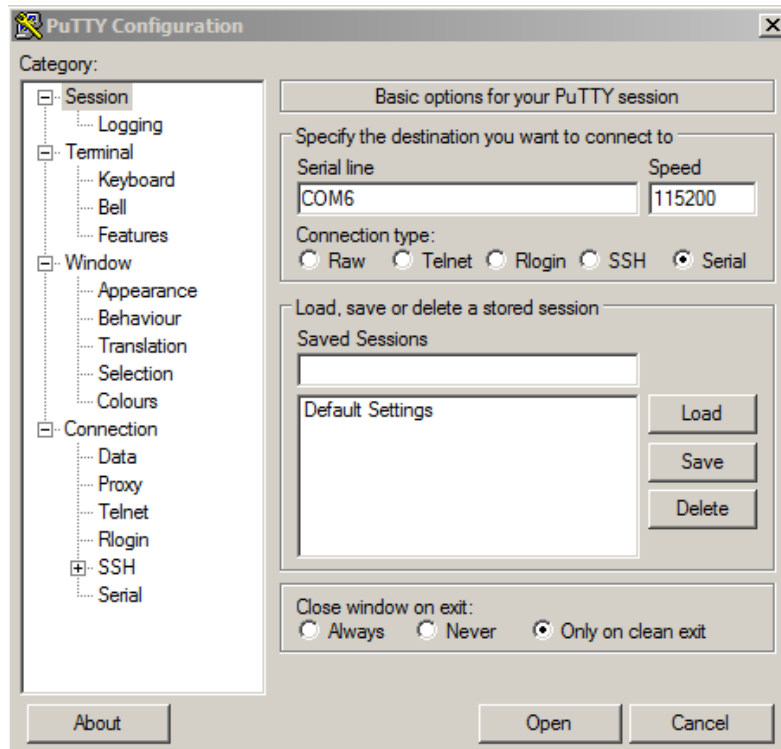 PuTTY Configuration
Category:
Session
Logging
Terminal
Keyboard
Bell
Features
Window
Appearance
Behaviour
Translation
Selection
Colours
Connection
Data
Proxy
Telnet
Rlogin
SSH
Serial
Basic options for your PuTTY session
Specify the destination you want to connect to
Serial line Speed
COM6 115200
Connection type:
Raw Telnet Rlogin SSH Serial
Load, save or delete a stored session
Saved Sessions
Default Settings
Load
Save
Delete
Close window on exit:
Always Never Only on clean exit
About Open Cancel